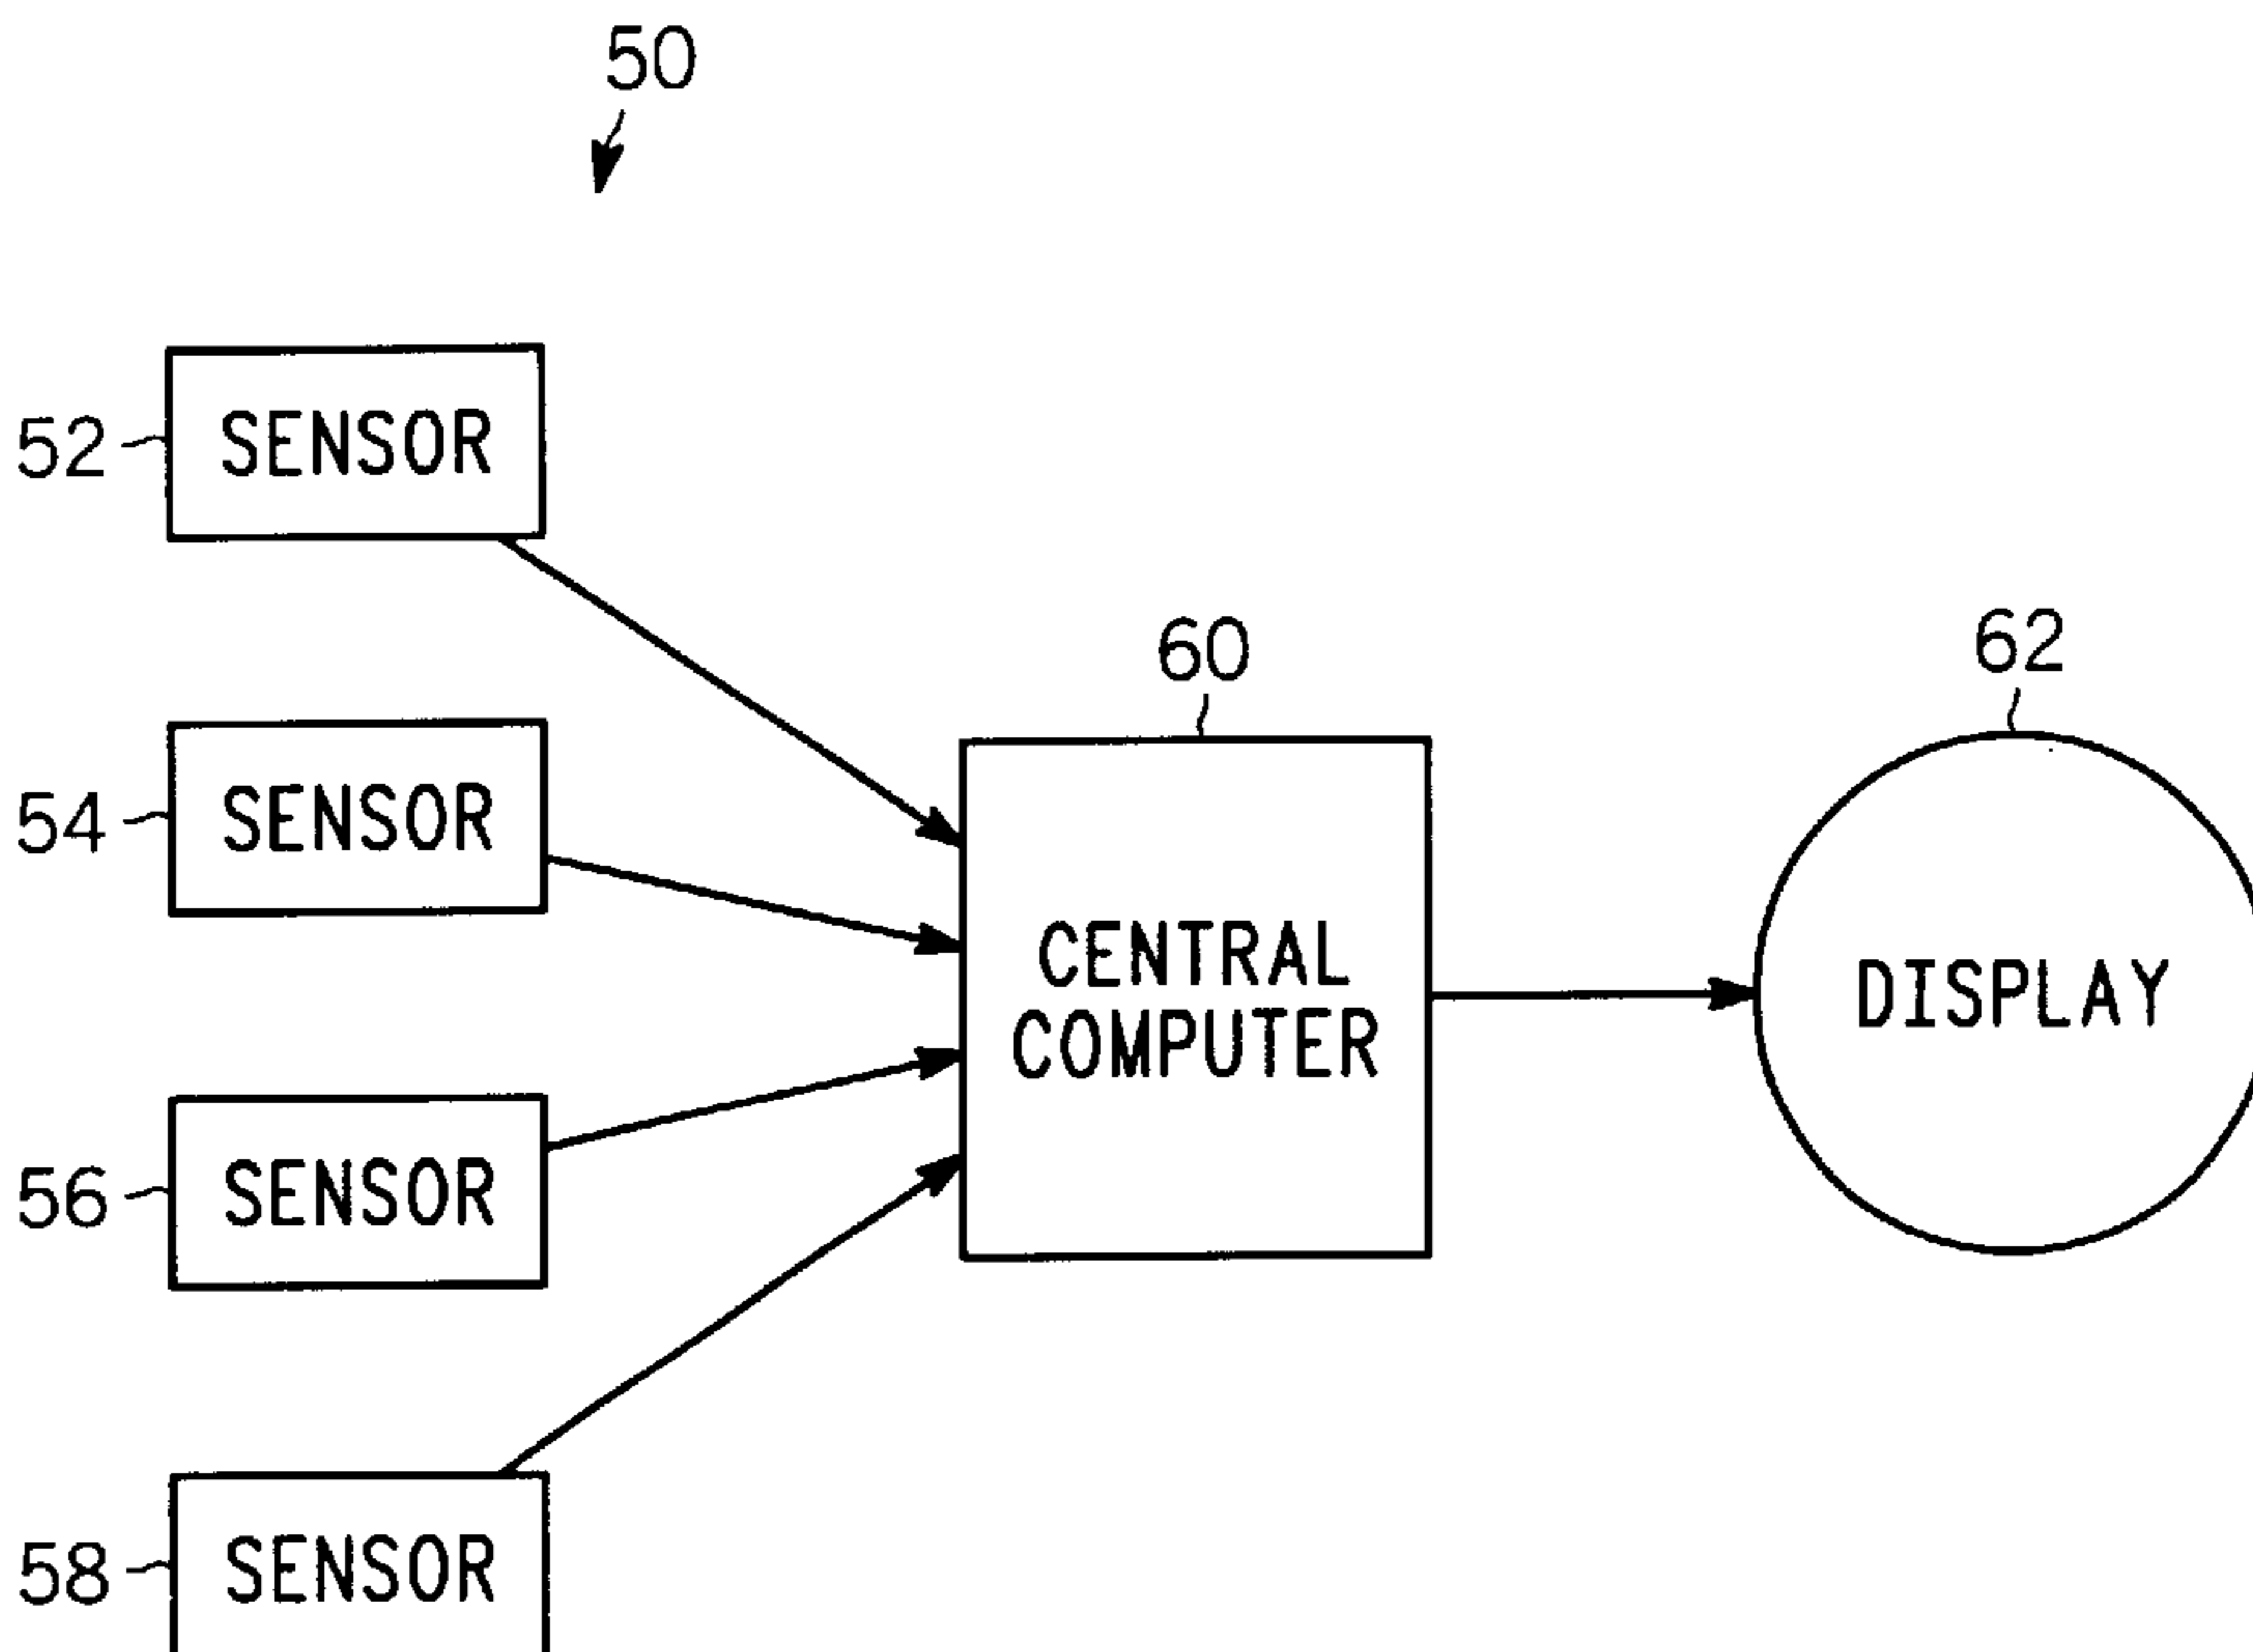 50
52 SENSOR
60
62
54 SENSOR
CENTRAL
COMPUTER
DISPLAY
56 SENSOR
58 SENSOR